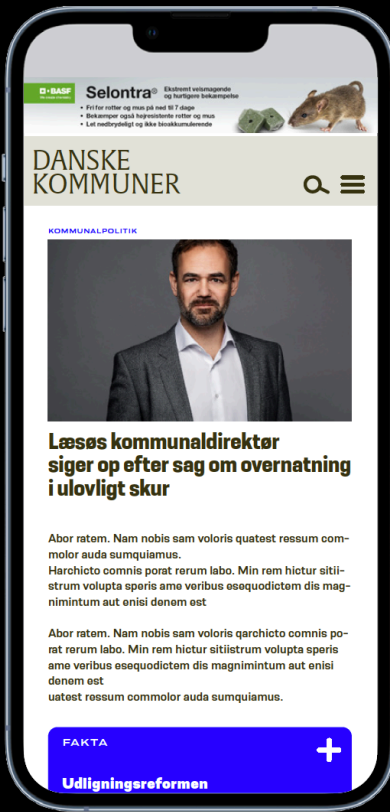 BASF
Selontra®
Ekstremt velsmagende
og hurtigere bekæmpelse
• Fri for rotter og mus på ned til 7 dage
• Bekæmper også højresistente rotter og mus
• Let nedbrydeligt og ikke bioakkumulerende
DANSKE
KOMMUNER
KOMMUNALPOLITIK
Læsøs kommunaldirektør
siger op efter sag om overnatning
i ulovligt skur
Abor ratem. Nam nobis sam voloris quatest ressum com-
molor auda sumquiamus.
Harchicto comnis porat rerum labo. Min rem hictur sitii-
strum volupta speris ame veribus esequodictem dis mag-
nimintum aut enisi denem est
Abor ratem. Nam nobis sam voloris qarchicto comnis po-
rat rerum labo. Min rem hictur sitiistrum volupta speris
ame veribus esequodictem dis magnimintum aut enisi
denem est
uatest ressum commolor auda sumquiamus.
FAKTA
Udligningsreformen